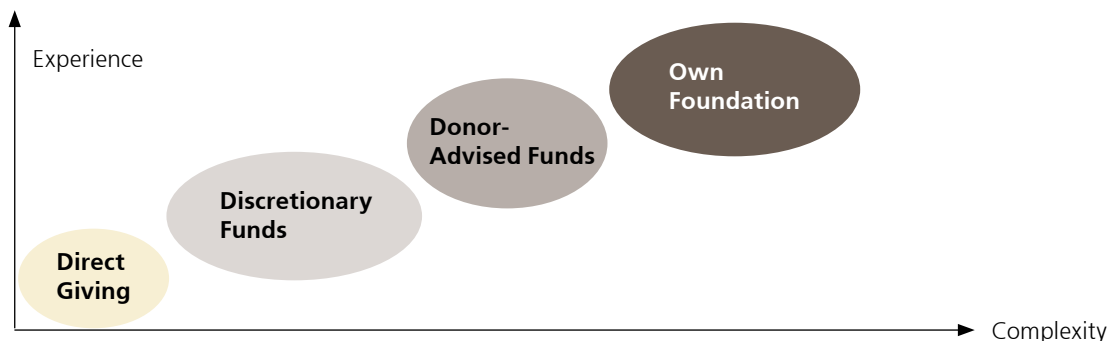 Experience
Own
Foundation
Donor-
Advised Funds
Discretionary
Funds
Direct
Giving
Complexity